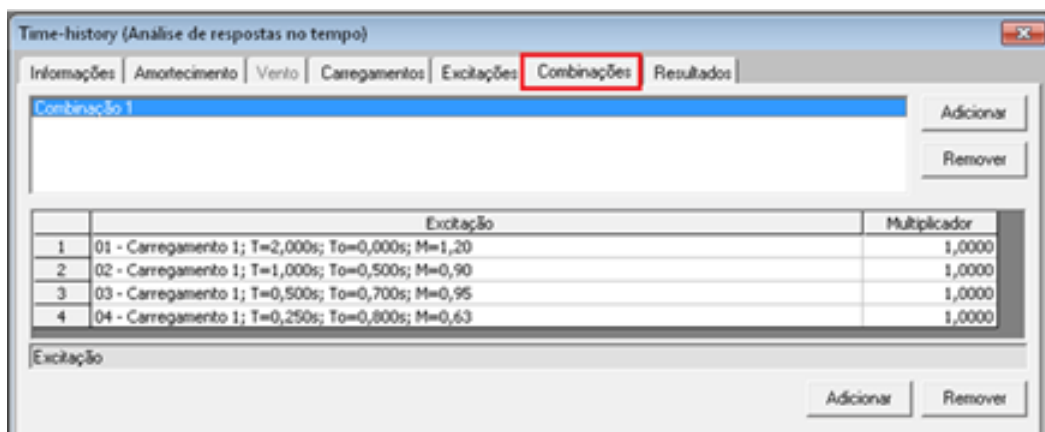 Time-history (Análise de respostas no tempo)
Informações Amortecimento Vento Carregamentos Excitações Combinações Resultados
Combinação 1
Adicionar
Remover
Excitação Multiplicador
1 01 - Carregamento 1; T=2,000s; To=0,000s; M=1,20 1,0000
2 02 - Carregamento 1; T=1,000s; To=0,500s; M=0,90 1,0000
3 03 - Carregamento 1; T=0,500s; To=0,700s; M=0,95 1,0000
4 04 - Carregamento 1; T=0,250s; To=0,800s; M=0,63 1,0000
Excitação
Adicionar Remover